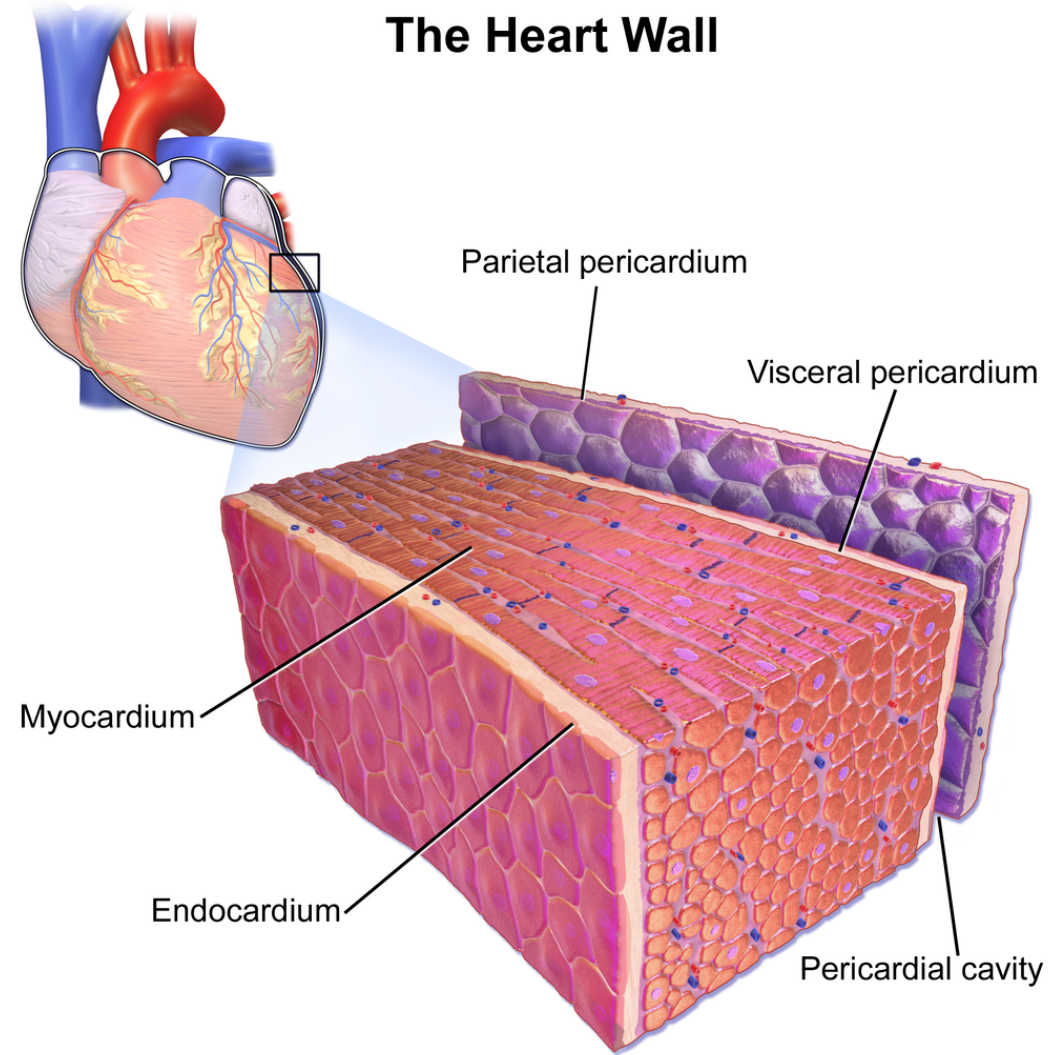 The Heart Wall
Parietal pericardium
Visceral pericardium
Myocardium
Endocardium
Pericardial cavity